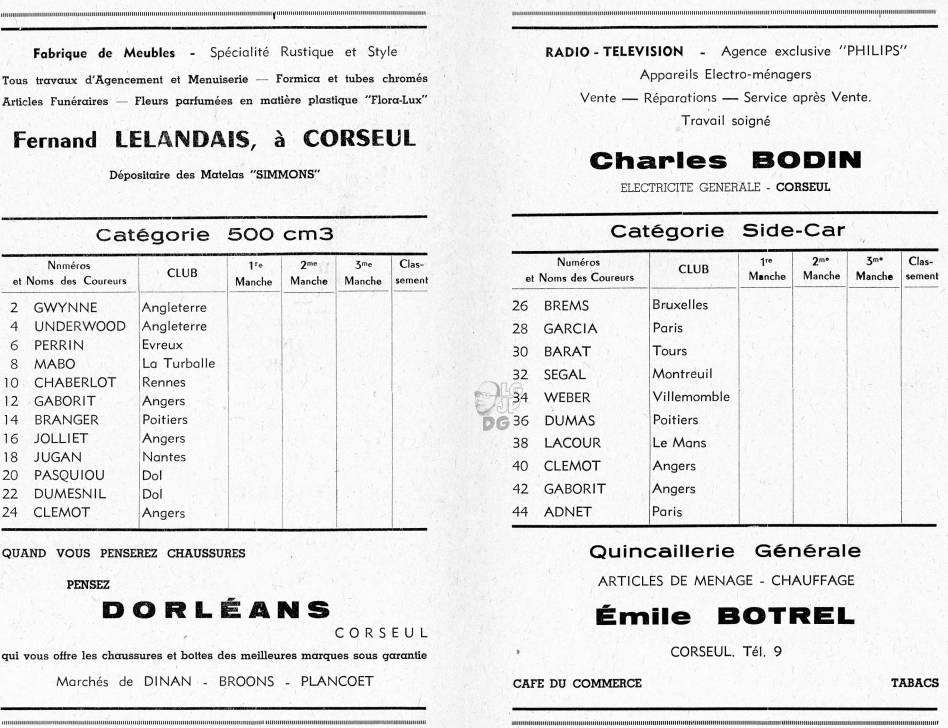 Fabrique de Meubles - Spécialité Rustique et Style
Tous travaux d'Agencement et Menuiserie — Formica et tubes chromés
Articles Funéraires — Fleurs parfumées en matière plastique "Flora-Lux"
Fernand LELANDAIS, à CORSEUL
Dépositaire des Matelas "SIMMONS"
Catégorie 500 cm3
Nnméros et Noms des Coureurs CLUB 1re Manche 2me Manche 3me Manche Clas-sement
2 GWYNNE Angleterre
4 UNDERWOOD Angleterre
6 PERRIN Evreux
8 MABO La Turballe
10 CHABERLOT Rennes
12 GABORIT Angers
14 BRANGER Poitiers
16 JOLLIET Angers
18 JUGAN Nantes
20 PASQUIOU Dol
22 DUMESNIL Dol
24 CLEMOT Angers
QUAND VOUS PENSEREZ CHAUSSURES
PENSEZ
DORLÉANS
CORSEUL
qui vous offre les chaussures et bottes des meilleures marques sous garantie
Marchés de DINAN - BROONS - PLANCOET
RADIO - TELEVISION - Agence exclusive "PHILIPS"
Appareils Electro-ménagers
Vente — Réparations — Service après Vente.
Travail soigné
Charles BODIN
ELECTRICITE GENERALE - CORSEUL
Catégorie Side-Car
Numéros et Noms des Coureurs CLUB 1re Manche 2me Manche 3me Manche Clas-sement
26 BREMS Bruxelles
28 GARCIA Paris
30 BARAT Tours
32 SEGAL Montreuil
34 WEBER Villemomble
36 DUMAS Poitiers
38 LACOUR Le Mans
40 CLEMOT Angers
42 GABORIT Angers
44 ADNET Paris
Quincaillerie Générale
ARTICLES DE MENAGE - CHAUFFAGE
Émile BOTREL
CORSEUL. Tél. 9
CAFE DU COMMERCE TABACS
LG
JP
DG